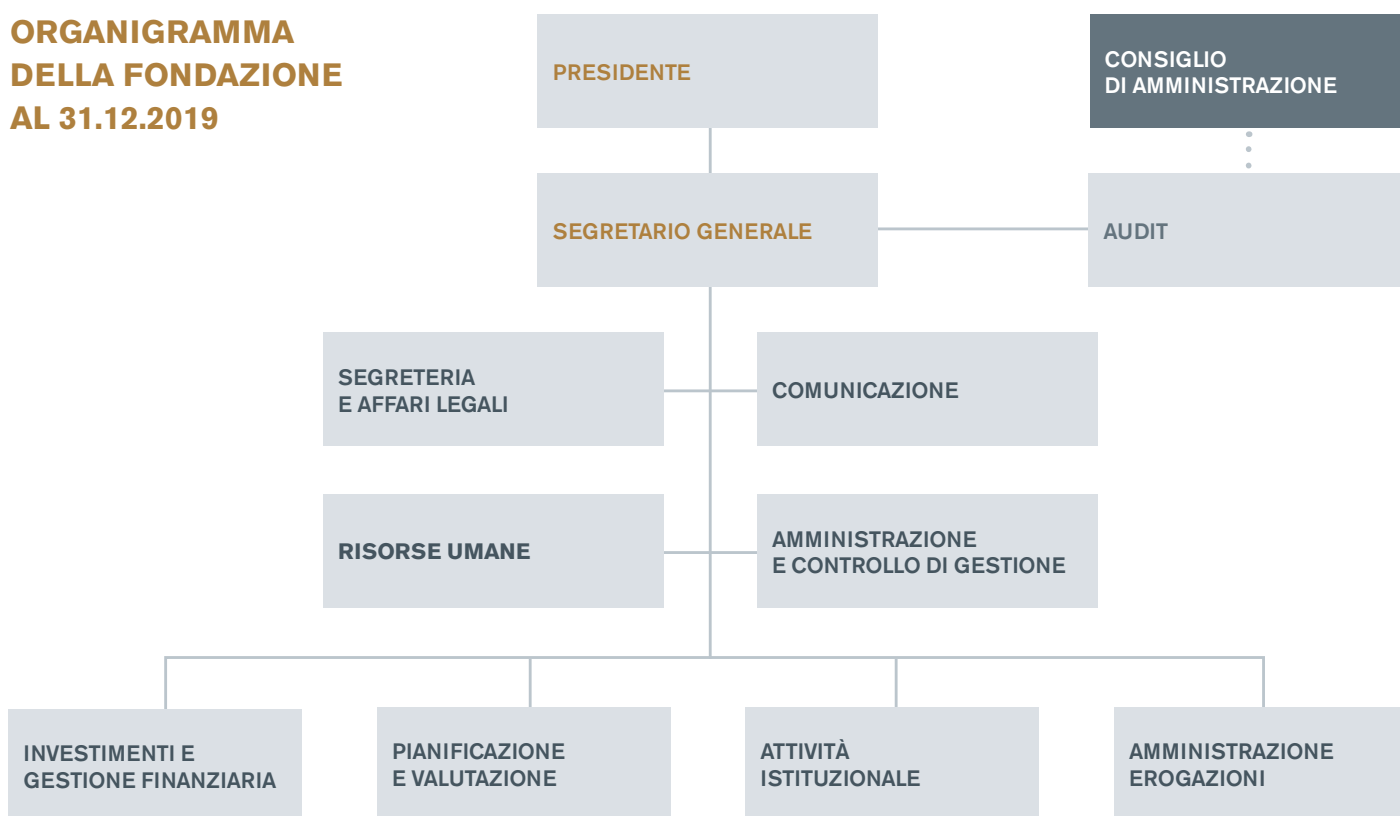 ORGANIGRAMMA
DELLA FONDAZIONE
AL 31.12.2019
PRESIDENTE
CONSIGLIO
DI AMMINISTRAZIONE
SEGRETARIO GENERALE
AUDIT
SEGRETERIA
E AFFARI LEGALI
COMUNICAZIONE
RISORSE UMANE
AMMINISTRAZIONE
E CONTROLLO DI GESTIONE
INVESTIMENTI E
GESTIONE FINANZIARIA
PIANIFICAZIONE
E VALUTAZIONE
ATTIVITÀ
ISTITUZIONALE
AMMINISTRAZIONE
EROGAZIONI